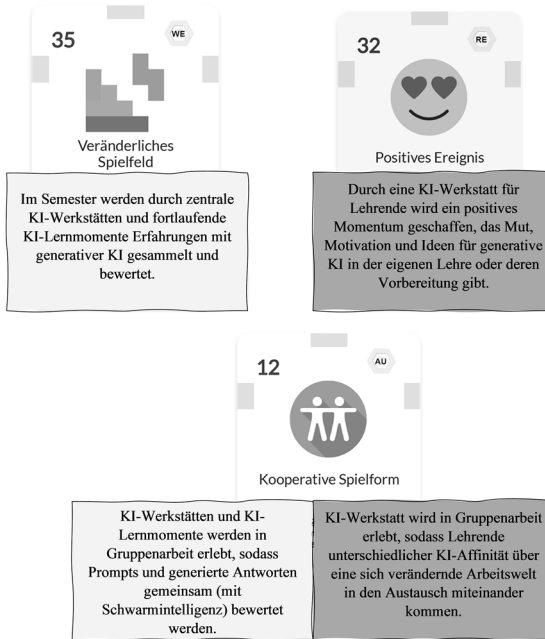 35
WE
Veränderliches
Spielfeld
Im Semester werden durch zentrale
KI-Werkstätten und fortlaufende
KI-Lernmomente Erfahrungen mit
generativer KI gesammelt und
bewertet.
32
RE
Positives Ereignis
Durch eine KI-Werkstatt für
Lehrende wird ein positives
Momentum geschaffen, das Mut,
Motivation und Ideen für generative
KI in der eigenen Lehre oder deren
Vorbereitung gibt.
12
AU
Kooperative Spielform
KI-Werkstätten und KI-
Lernmomente werden in
Gruppenarbeit erlebt, sodass
Prompts und generierte Antworten
gemeinsam (mit
Schwarmintelligenz) bewertet
werden.
KI-Werkstatt wird in Gruppenarbeit
erlebt, sodass Lehrende
unterschiedlicher KI-Affinität über
eine sich verändernde Arbeitswelt
in den Austausch miteinander
kommen.